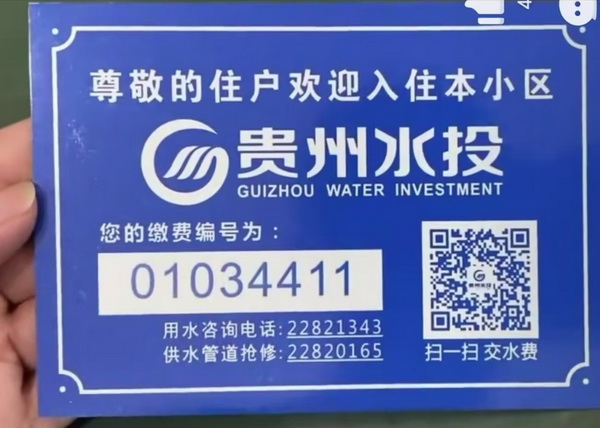 尊敬的住户欢迎入住本小区
贵州水投
GUIZHOU WATER INVESTMENT
您的缴费编号为：
01034411
用水咨询电话:22821343
供水管道抢修:22820165
扫一扫 交水费